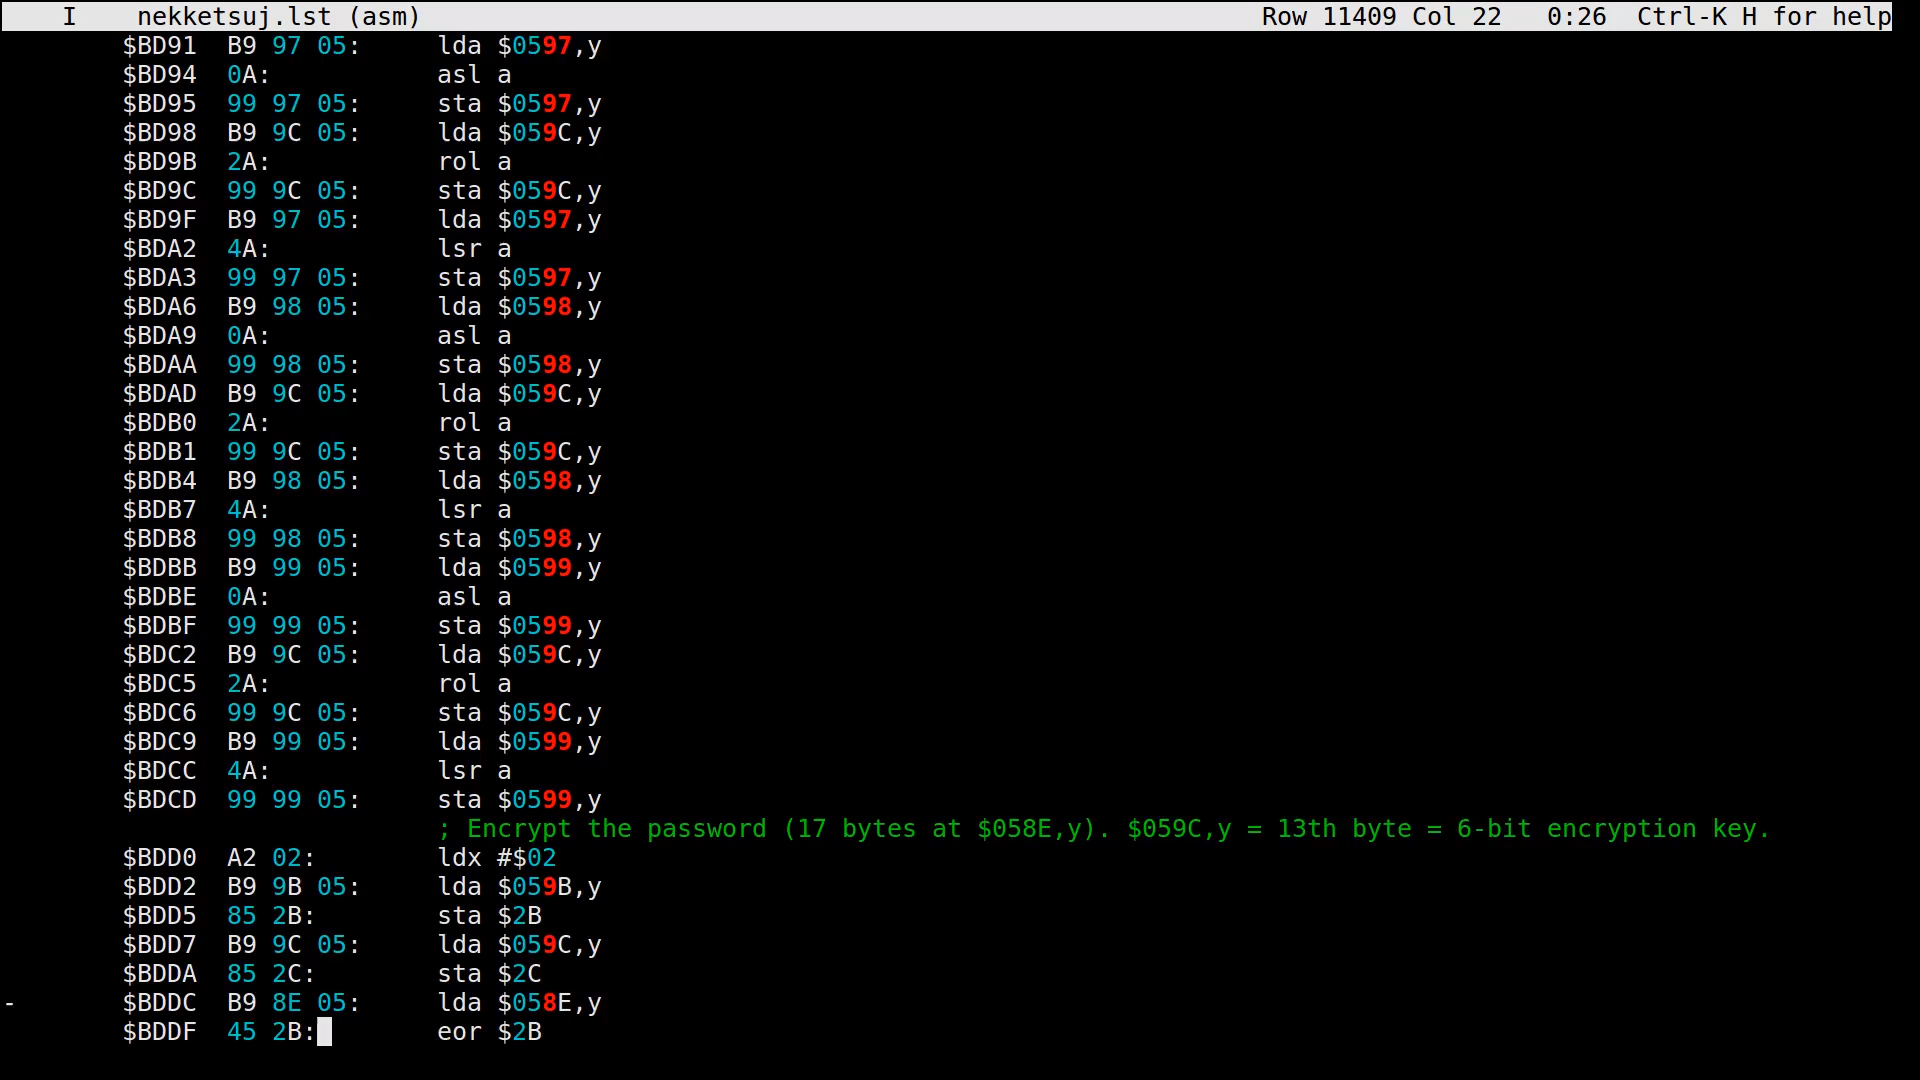 I    nekketsuj.lst (asm)    Row 11409 Col 22   0:26  Ctrl-K H for help
$BD91  B9 97 05:     lda $0597,y
$BD94  0A:           asl a
$BD95  99 97 05:     sta $0597,y
$BD98  B9 9C 05:     lda $059C,y
$BD9B  2A:           rol a
$BD9C  99 9C 05:     sta $059C,y
$BD9F  B9 97 05:     lda $0597,y
$BDA2  4A:           lsr a
$BDA3  99 97 05:     sta $0597,y
$BDA6  B9 98 05:     lda $0598,y
$BDA9  0A:           asl a
$BDAA  99 98 05:     sta $0598,y
$BDAD  B9 9C 05:     lda $059C,y
$BDB0  2A:           rol a
$BDB1  99 9C 05:     sta $059C,y
$BDB4  B9 98 05:     lda $0598,y
$BDB7  4A:           lsr a
$BDB8  99 98 05:     sta $0598,y
$BDBB  B9 99 05:     lda $0599,y
$BDBE  0A:           asl a
$BDBF  99 99 05:     sta $0599,y
$BDC2  B9 9C 05:     lda $059C,y
$BDC5  2A:           rol a
$BDC6  99 9C 05:     sta $059C,y
$BDC9  B9 99 05:     lda $0599,y
$BDCC  4A:           lsr a
$BDCD  99 99 05:     sta $0599,y
; Encrypt the password (17 bytes at $058E,y). $059C,y = 13th byte = 6-bit encryption key.
$BDD0  A2 02:        ldx #$02
$BDD2  B9 9B 05:     lda $059B,y
$BDD5  85 2B:        sta $2B
$BDD7  B9 9C 05:     lda $059C,y
$BDDA  85 2C:        sta $2C
-       $BDDC  B9 8E 05:     lda $058E,y
$BDDF  45 2B:        eor $2B